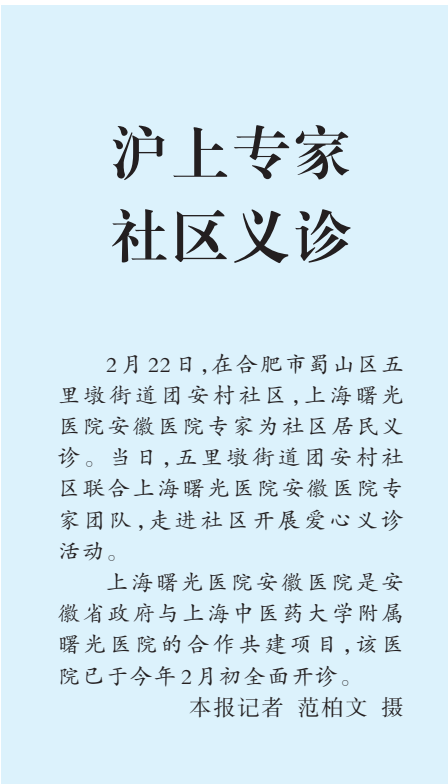 沪上专家
社区义诊
2月22日,在合肥市蜀山区五
里墩街道团安村社区,上海曙光
医院安徽医院专家为社区居民义
诊。当日,五里墩街道团安村社
区联合上海曙光医院安徽医院专
家团队,走进社区开展爱心义诊
活动。
上海曙光医院安徽医院是安
徽省政府与上海中医药大学附属
曙光医院的合作共建项目,该医
院已于今年2月初全面开诊。
本报记者 范柏文 摄